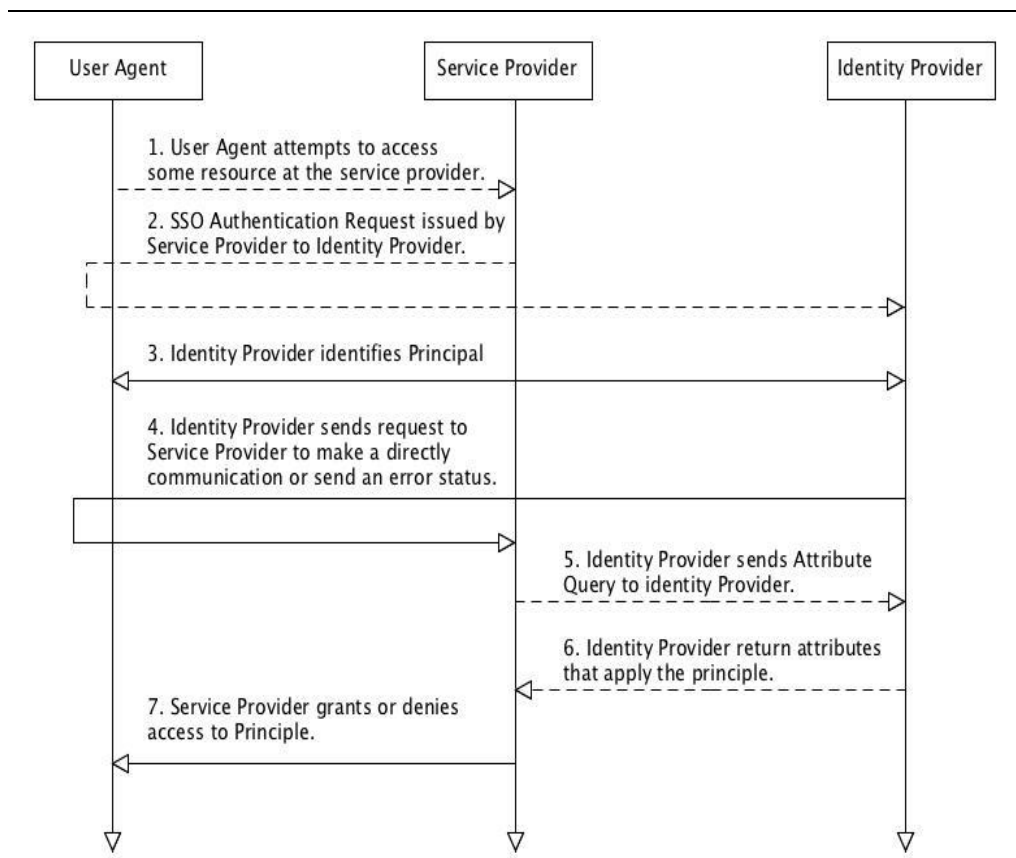 User Agent
Service Provider
Identity Provider
1. User Agent attempts to access
some resource at the service provider.
2. SSO Authentication Request issued by
Service Provider to Identity Provider.
3. Identity Provider identifies Principal
4. Identity Provider sends request to
Service Provider to make a directly
communication or send an error status.
5. Identity Provider sends Attribute
Query to identity Provider.
6. Identity Provider return attributes
that apply the principle.
7. Service Provider grants or denies
access to Principle.